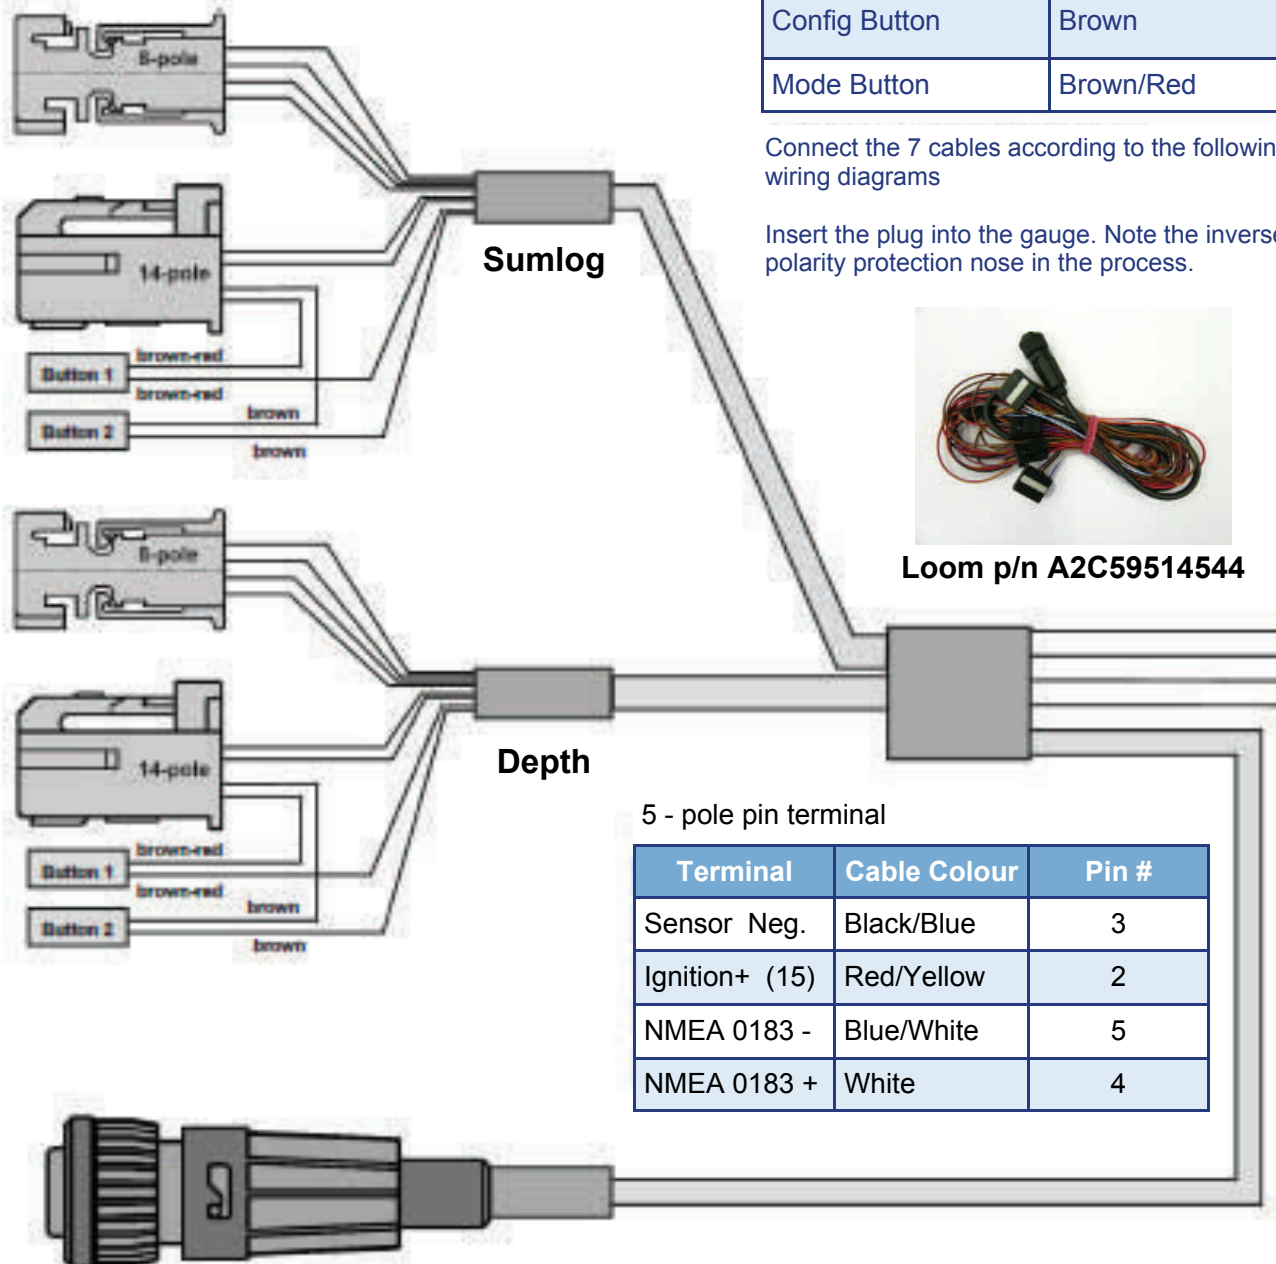 8-pole
14-pole
brown-red
Button 1
brown-red
brown
Button 2
brown
Sumlog
8-pole
14-pole
brown-red
Button 1
brown-red
brown
Button 2
brown
Depth
Config Button Brown
Mode Button Brown/Red
Connect the 7 cables according to the followin
wiring diagrams
Insert the plug into the gauge. Note the inverse
polarity protection nose in the process.
Loom p/n A2C59514544
5 - pole pin terminal
Terminal Cable Colour Pin #
Sensor Neg. Black/Blue 3
Ignition+ (15) Red/Yellow 2
NMEA 0183 - Blue/White 5
NMEA 0183 + White 4